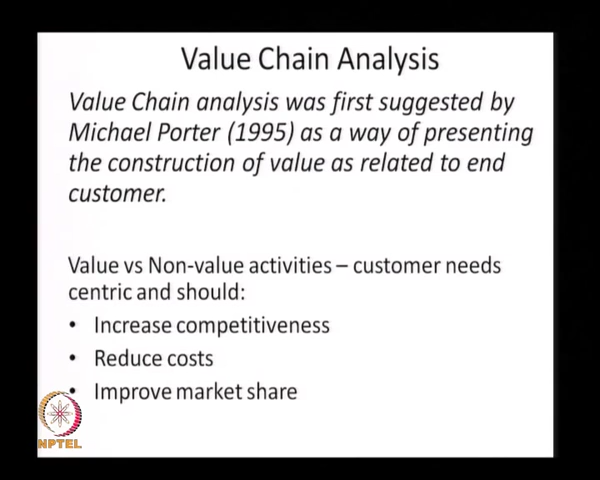 Value Chain Analysis
Value Chain analysis was first suggested by
Michael Porter (1995) as a way of presenting
the construction of value as related to end
customer.
Value vs Non-value activities – customer needs
centric and should:
• Increase competitiveness
• Reduce costs
• Improve market share
NPTEL